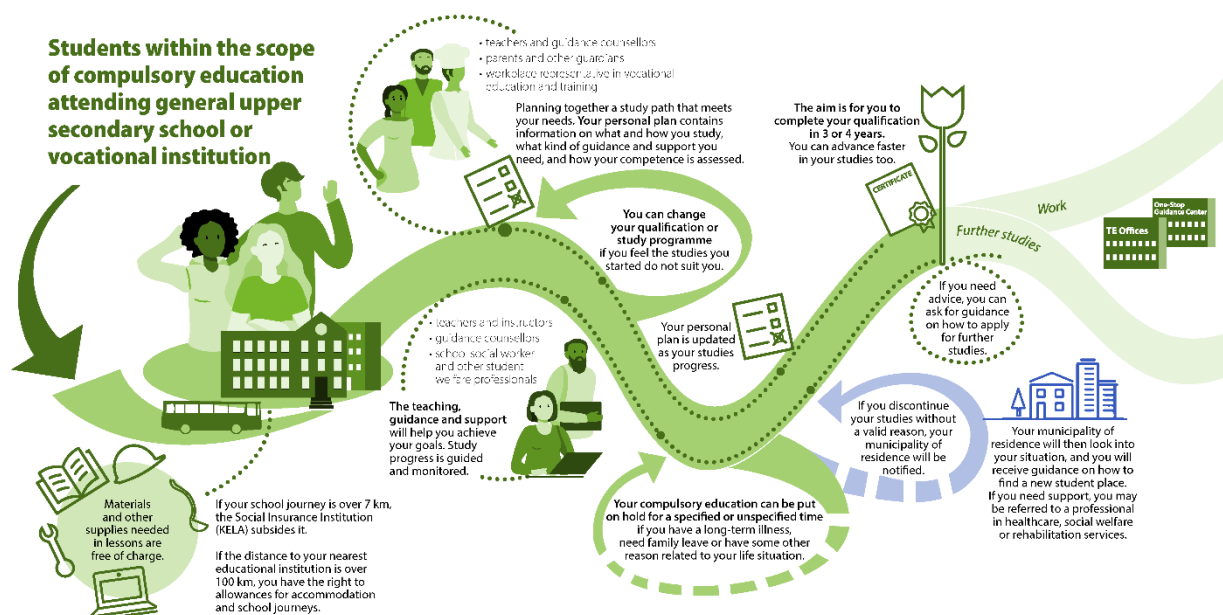 Students within the scope
of compulsory education
attending general upper
secondary school or
vocational institution
• teachers and guidance counsellors
• parents and other guardians
• workplace representative in vocational
education and training
Planning together a study path that meets
your needs. Your personal plan contains
information on what and how you study,
what kind of guidance and support you
need, and how your competence is assessed.
You can change
your qualification or
study programme
if you feel the studies you
started do not suit you.
The aim is for you to
complete your qualification
in 3 or 4 years.
You can advance faster
in your studies too.
CERTIFICATE
Work
Further studies
One-Stop
Guidance Center
TE Offices
If you need
advice, you can
ask for guidance
on how to apply
for further
studies.
• teachers and instructors
• guidance counsellors
• school social worker
and other student
welfare professionals
The teaching,
guidance and support
will help you achieve
your goals. Study
progress is guided
and monitored.
Your personal
plan is updated
as your studies
progress.
If you discontinue
your studies without
a valid reason, your
municipality of
residence will be
notified.
Your municipality of
residence will then look into
your situation, and you will
receive guidance on how to
find a new student place.
If you need support, you may
be referred to a professional
in healthcare, social welfare
or rehabilitation services.
Your compulsory education can be put
on hold for a specified or unspecified time
if you have a long-term illness,
need family leave or have some other
reason related to your life situation.
Materials
and other
supplies needed
in lessons are
free of charge.
If your school journey is over 7 km,
the Social Insurance Institution
(KELA) subsides it.
If the distance to your nearest
educational institution is over
100 km, you have the right to
allowances for accommodation
and school journeys.